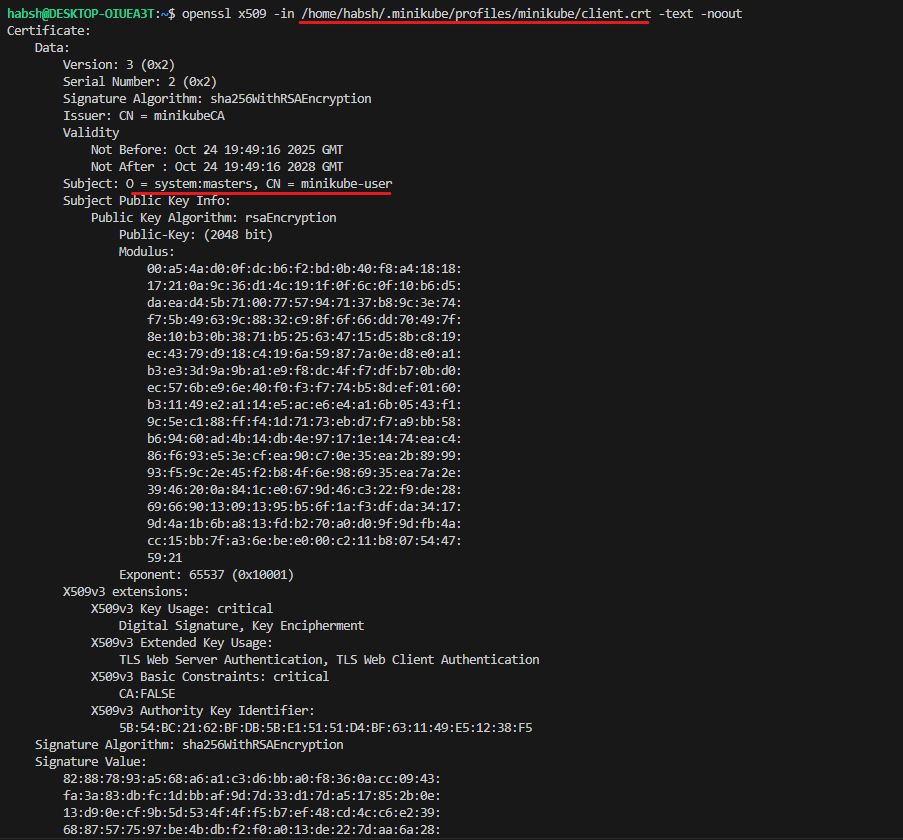 habsh@DESKTOP-OIUEA3T:~$ openssl x509 -in /home/habsh/.minikube/profiles/minikube/client.crt -text -noout
Certificate:
    Data:
        Version: 3 (0x2)
        Serial Number: 2 (0x2)
        Signature Algorithm: sha256WithRSAEncryption
        Issuer: CN = minikubeCA
        Validity
            Not Before: Oct 24 19:49:16 2025 GMT
            Not After : Oct 24 19:49:16 2028 GMT
        Subject: O = system:masters, CN = minikube-user
        Subject Public Key Info:
            Public Key Algorithm: rsaEncryption
                Public-Key: (2048 bit)
                Modulus:
                    00:a5:4a:d0:0f:dc:b6:f2:bd:0b:40:f8:a4:18:18:
                    17:21:0a:9c:36:d1:4c:19:1f:0f:6c:0f:10:b6:d5:
                    da:ea:d4:5b:71:00:77:57:94:71:37:b8:9c:3e:74:
                    f7:5b:49:63:9c:88:32:c9:8f:6f:66:dd:70:49:7f:
                    8e:10:b3:0b:38:71:b5:25:63:47:15:d5:8b:c8:19:
                    ec:43:79:d9:18:c4:19:6a:59:87:7a:0e:d8:e0:a1:
                    b3:e3:3d:9a:9b:a1:e9:f8:dc:4f:f7:df:b7:0b:d0:
                    ec:57:6b:e9:6e:40:f0:f3:f7:74:b5:8d:ef:01:60:
                    b3:11:49:e2:a1:14:e5:ac:e6:e4:a1:6b:05:43:f1:
                    9c:5e:c1:88:ff:f4:1d:71:73:eb:d7:f7:a9:bb:58:
                    b6:94:60:ad:4b:14:db:4e:97:17:1e:14:74:ea:c4:
                    86:f6:93:e5:3e:cf:ea:90:c7:0e:35:ea:2b:89:99:
                    93:f5:9c:2e:45:f2:b8:4f:6e:98:69:35:ea:7a:2e:
                    39:46:20:0a:84:1c:e0:67:9d:46:c3:22:f9:de:28:
                    69:66:90:13:09:13:95:b5:6f:1a:f3:df:da:34:17:
                    9d:4a:1b:6b:a8:13:fd:b2:70:a0:d0:9f:9d:fb:4a:
                    cc:15:bb:7f:a3:6e:be:e0:00:c2:11:b8:07:54:47:
                    59:21
                Exponent: 65537 (0x10001)
        X509v3 extensions:
            X509v3 Key Usage: critical
                Digital Signature, Key Encipherment
            X509v3 Extended Key Usage:
                TLS Web Server Authentication, TLS Web Client Authentication
            X509v3 Basic Constraints: critical
                CA:FALSE
            X509v3 Authority Key Identifier:
                5B:54:BC:21:62:BF:DB:5B:E1:51:51:D4:BF:63:11:49:E5:12:38:F5
    Signature Algorithm: sha256WithRSAEncryption
    Signature Value:
        82:88:78:93:a5:68:a6:a1:c3:d6:bb:a0:f8:36:0a:cc:09:43:
        fa:3a:83:db:fc:1d:bb:af:9d:7d:33:d1:7d:a5:17:85:2b:0e:
        13:d9:0e:cf:9b:5d:53:4f:4f:f5:b7:ef:48:cd:4c:c6:e2:39:
        68:87:57:75:97:be:4b:db:f2:f0:a0:13:de:22:7d:aa:6a:28: